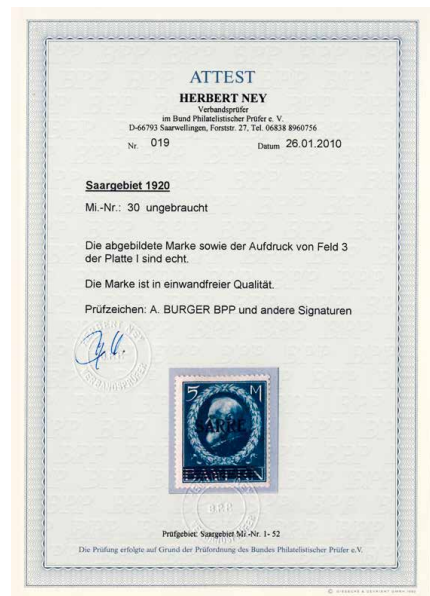 ATTEST
HERBERT NEY
Verbandsprüfer
im Bund Philatelistischer Prüfer e. V.
D-66793 Saarwellingen, Forststr. 27, Tel. 06838 8960756
Nr. 019 Datum 26.01.2010
Saargebiet 1920
Mi.-Nr.: 30 ungebraucht
Die abgebildete Marke sowie der Aufdruck von Feld 3
der Platte I sind echt.
Die Marke ist in einwandfreier Qualität.
Prüfzeichen: A. BURGER BPP und andere Signaturen
5 M
SARRE
BAYERN
BPP
Prüfgebiet: Saargebiet Mi.-Nr. 1- 52
Die Prüfung erfolgte auf Grund der Prüfordnung des Bundes Philatelistischer Prüfer e.V.